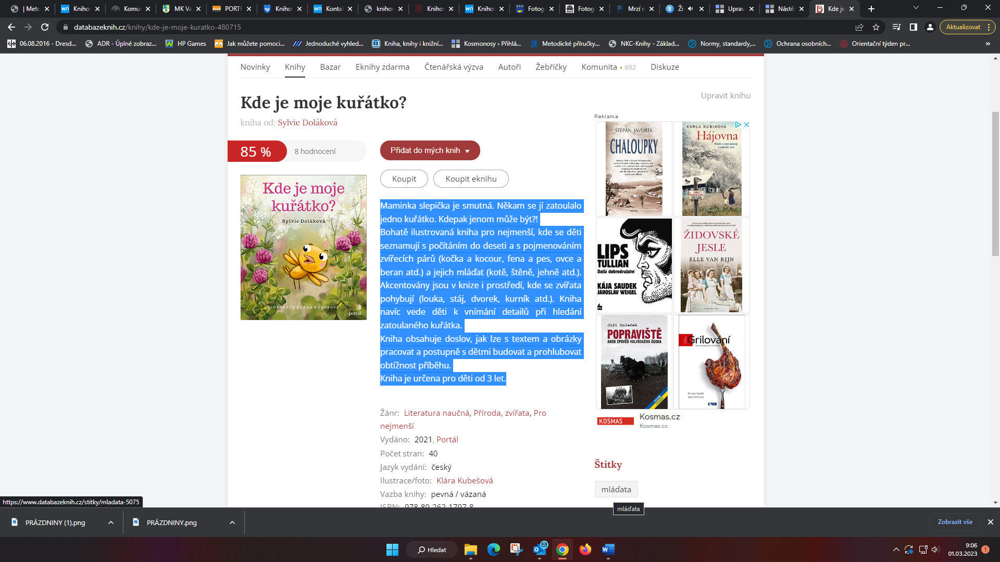 | Meto
Knihov
Komu
MK Va
PORTF
Knihov
Kontal
knihov
Knihov
Knihov
Fotog
Fotog
Mrzí n
Ži
Uprav
Nástě
Kde je
databazeknih.cz/knihy/kde-je-moje-kuratko-480715
Aktualizovat
06.08.2016 - Dresd...
ADR - Úplné zobraz...
HP Games
Jak můžete pomoci...
Jednoduché vyhled...
Kniha, knihy i knižní...
Kosmonosy › Přihlá...
Metodické příručky...
NKC-Knihy - Základ...
Normy, standardy,...
Ochrana osobních...
Orientační týden pr...
»
Novinky
Knihy
Bazar
Eknihy zdarma
Čtenářská výzva
Autoři
Žebříčky
Komunita • 692
Diskuze
Kde je moje kuřátko?
Upravit knihu
kniha od: Sylvie Doláková
85 %
8 hodnocení
Přidat do mých knih
Koupit
Koupit eknihu
Kde je moje
kuřátko?
Sylvie Doláková
ILUSTRACE KLÁRA KUBEŠOVÁ
portál
Maminka slepička je smutná. Někam se jí zatoulalo
jedno kuřátko. Kdepak jenom může být?!
Bohatě ilustrovaná kniha pro nejmenší, kde se děti
seznamují s počítáním do deseti a s pojmenováním
zvířecích párů (kočka a kocour, fena a pes, ovce a
beran atd.) a jejich mláďat (kotě, štěně, jehně atd.).
Akcentovány jsou v knize i prostředí, kde se zvířata
pohybují (louka, stáj, dvorek, kurník atd.). Kniha
navíc vede děti k vnímání detailů při hledání
zatoulaného kuřátka.
Kniha obsahuje doslov, jak lze s textem a obrázky
pracovat a postupně s dětmi budovat a prohlubovat
obtížnost příběhu.
Kniha je určena pro děti od 3 let.
Žánr: Literatura naučná, Příroda, zvířata, Pro
nejmenší
Vydáno: 2021, Portál
Počet stran: 40
Jazyk vydání: český
Ilustrace/foto: Klára Kubešová
Vazba knihy: pevná / vázaná
ISBN: 978-80-262-1797-8
Reklama
ŠTĚPÁN JAVŮREK
CHALOUPKY
MOBA
KARLA KUBÍKOVÁ
Hájovna
LIPS
TULLIAN
Další dobrodružství
KÁJA SAUDEK
JAROSLAV WEIGEL
ŽIDOVSKÉ
JESLE
ELLE VAN RIJN
Jiří Doleček
POPRAVIŠTĚ
ANEB ZPOVĚĎ VOLYŇSKÉHO ČECHA
Grilování
Roman Vaněk
Jana Vaňková
KOSMAS
Kosmas.cz
Kosmas.cz
Štítky
mláďata
mláďata
https://www.databazeknih.cz/stitky/mladata-5075
PRÁZDNINY (1).png
PRÁZDNINY.png
Zobrazit vše
Hledat
9:06
01.03.2023
1